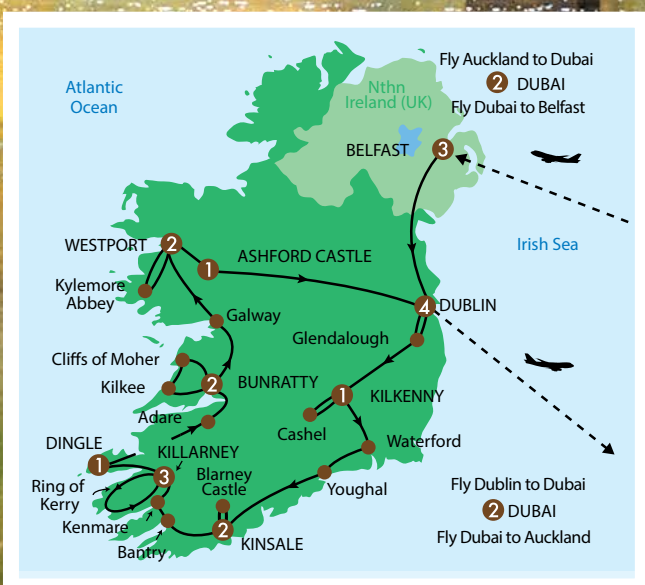 Fly Auckland to Dubai
2 DUBAI
Fly Dubai to Belfast
Atlantic
Ocean
Nthn
Ireland (UK)
BELFAST 3
WESTPORT 2
1 ASHFORD CASTLE
Irish Sea
Kylemore
Abbey
4 DUBLIN
Galway
Glendalough
Cliffs of Moher
Kilkee
2 BUNRATTY
1 KILKENNY
Adare
Cashel
Waterford
DINGLE
1
KILLARNEY
3
Blarney
Castle
Youghal
Ring of
Kerry
Kenmare
Bantry
2 KINSALE
Fly Dublin to Dubai
2 DUBAI
Fly Dubai to Auckland